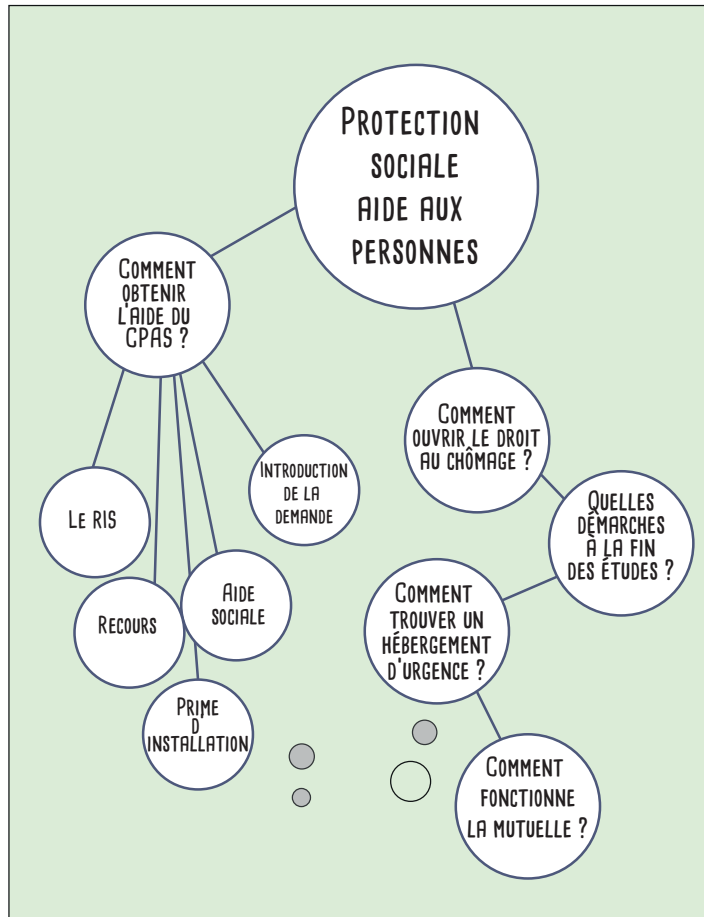 PROTECTION
SOCIALE
AIDE AUX
PERSONNES
COMMENT
OBTENIR
L'AIDE DU
CPAS ?
LE RIS
RECOURS
PRIME
D'
INSTALLATION
AIDE
SOCIALE
INTRODUCTION
DE LA
DEMANDE
COMMENT
OUVRIR LE DROIT
AU CHÔMAGE ?
QUELLES
DÉMARCHES
À LA FIN
DES ÉTUDES ?
COMMENT
TROUVER UN
HÉBERGEMENT
D'URGENCE ?
COMMENT
FONCTIONNE
LA MUTUELLE ?